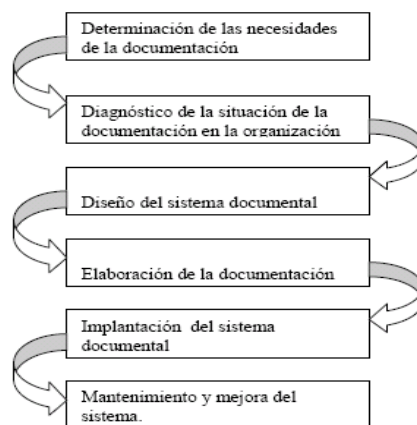 Determinación de las necesidades
de la documentación
Diagnóstico de la situación de la
documentación en la organización
Diseño del sistema documental
Elaboración de la documentación
Implantación del sistema
documental
Mantenimiento y mejora del
sistema.